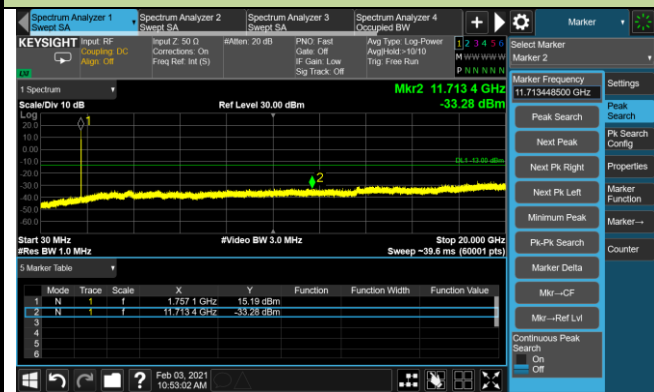 Spectrum Analyzer 1
Swept SA
Spectrum Analyzer 2
Swept SA
Spectrum Analyzer 3
Swept SA
Spectrum Analyzer 4
Occupied BW
+
Marker
KEYSIGHT
Input: RF
Coupling: DC
Align: Off
Input Z: 50 Ω
Corrections: On
Freq Ref: Int (S)
#Atten: 20 dB
PNO: Fast
Gate: Off
IF Gain: Low
Sig Track: Off
Avg Type: Log-Power
Avg|Hold:>10/10
Trig: Free Run
1 2 3 4 5 6
M W W W W W
P N N N N N
LXI
Select Marker
Marker 2
1 Spectrum
Mkr2 11.713 4 GHz
Scale/Div 10 dB
Ref Level 30.00 dBm
-33.28 dBm
Log
20.0
10.0
0.00
-10.0
-20.0
-30.0
-40.0
-50.0
-60.0
1
2
DL1 -13.00 dBm
Start 30 MHz
#Video BW 3.0 MHz
Stop 20.000 GHz
#Res BW 1.0 MHz
Sweep ~39.6 ms (60001 pts)
5 Marker Table
Mode Trace Scale X Y Function Function Width Function Value
1 N 1 f 1.757 1 GHz 15.19 dBm
2 N 1 f 11.713 4 GHz -33.28 dBm
3
4
5
6
Marker Frequency
11.713448500 GHz
Peak Search
Next Peak
Next Pk Right
Next Pk Left
Minimum Peak
Pk-Pk Search
Marker Delta
Mkr→CF
Mkr→Ref Lvl
Continuous Peak
Search
On
Off
Settings
Peak
Search
Pk Search
Config
Properties
Marker
Function
Marker→
Counter
?
Feb 03, 2021
10:53:02 AM